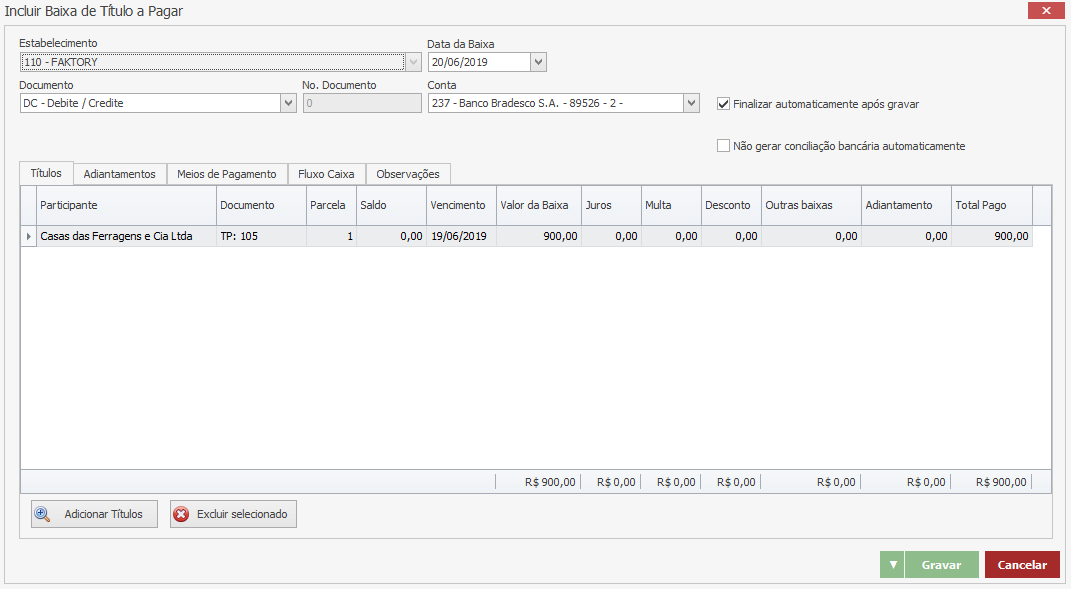 Incluir Baixa de Título a Pagar
Estabelecimento
Data da Baixa
110 - FAKTORY
20/06/2019
Documento
No. Documento
Conta
DC - Debite / Credite
0
237 - Banco Bradesco S.A. - 89526 - 2 -
Finalizar automaticamente após gravar
Não gerar conciliação bancária automaticamente
Títulos Adiantamentos Meios de Pagamento Fluxo Caixa Observações
Participante Documento Parcela Saldo Vencimento Valor da Baixa Juros Multa Desconto Outras baixas Adiantamento Total Pago
Casas das Ferragens e Cia Ltda TP: 105 1 0,00 19/06/2019 900,00 0,00 0,00 0,00 0,00 0,00 900,00
R$ 900,00 R$ 0,00 R$ 0,00 R$ 0,00 R$ 0,00 R$ 0,00 R$ 900,00
Adicionar Títulos
Excluir selecionado
Gravar
Cancelar